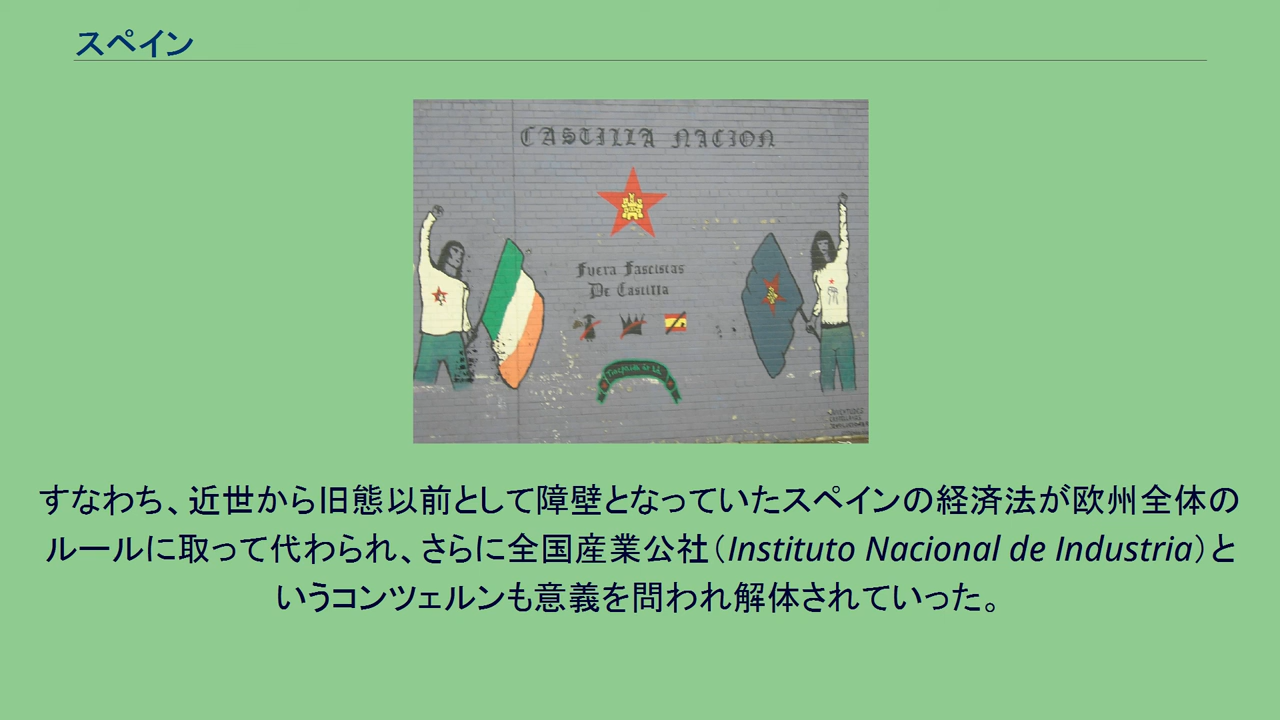 スペイン
CASTILLA NACION
Fuera Fascistas
De Castilla
すなわち、近世から旧態以前として障壁となっていたスペインの経済法が欧州全体の
ルールに取って代わられ、さらに全国産業公社（Instituto Nacional de Industria）と
いうコンツェルンも意義を問われ解体されていった。